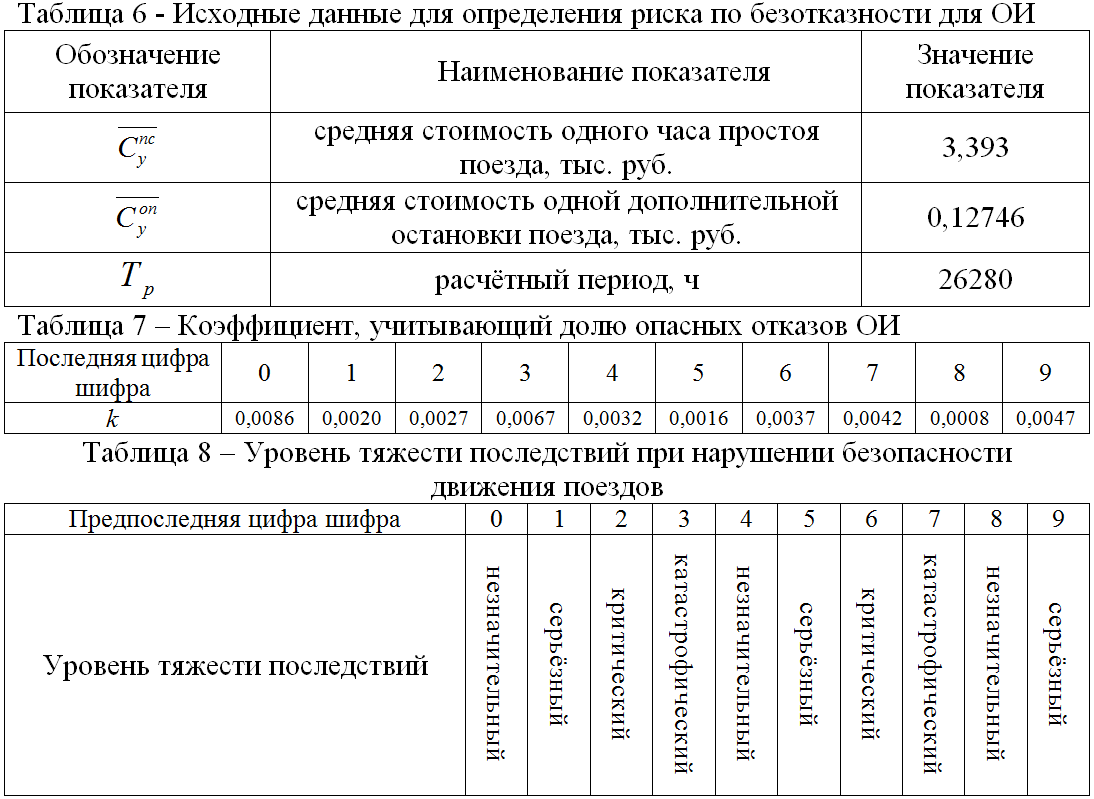 Таблица 6 - Исходные данные для определения риска по безотказности для ОИ
Обозначение показателя Наименование показателя Значение показателя
C_y^{пс} средняя стоимость одного часа простоя поезда, тыс. руб. 3,393
C_y^{оп} средняя стоимость одной дополнительной остановки поезда, тыс. руб. 0,12746
T_p расчётный период, ч 26280
Таблица 7 – Коэффициент, учитывающий долю опасных отказов ОИ
Последняя цифра шифра 0 1 2 3 4 5 6 7 8 9
k 0,0086 0,0020 0,0027 0,0067 0,0032 0,0016 0,0037 0,0042 0,0008 0,0047
Таблица 8 – Уровень тяжести последствий при нарушении безопасности
движения поездов
Предпоследняя цифра шифра 0 1 2 3 4 5 6 7 8 9
Уровень тяжести последствий незначительный серьёзный критический катастрофический незначительный серьёзный критический катастрофический незначительный серьёзный